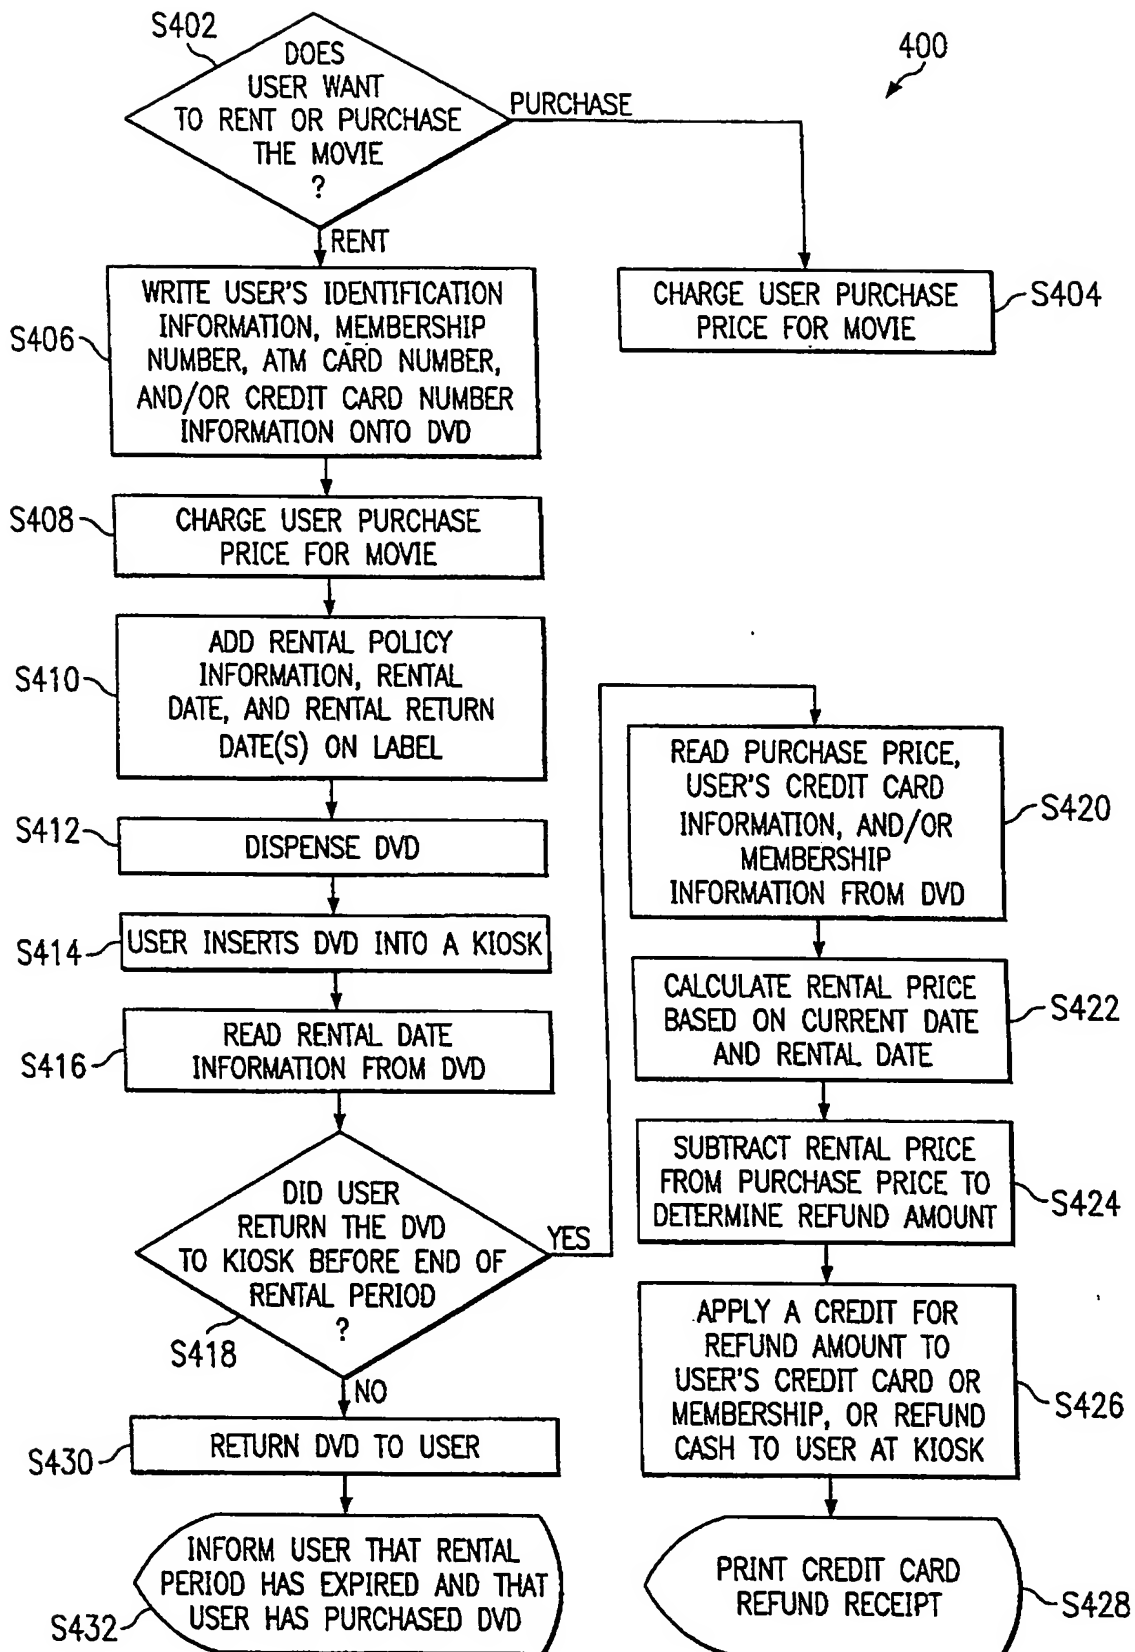 S402
DOES
USER WANT
TO RENT OR PURCHASE
THE MOVIE
?
400
PURCHASE
RENT
S406
WRITE USER'S IDENTIFICATION
INFORMATION, MEMBERSHIP
NUMBER, ATM CARD NUMBER,
AND/OR CREDIT CARD NUMBER
INFORMATION ONTO DVD
CHARGE USER PURCHASE
PRICE FOR MOVIE
S404
S408
CHARGE USER PURCHASE
PRICE FOR MOVIE
S410
ADD RENTAL POLICY
INFORMATION, RENTAL
DATE, AND RENTAL RETURN
DATE(S) ON LABEL
S412
DISPENSE DVD
S414
USER INSERTS DVD INTO A KIOSK
S416
READ RENTAL DATE
INFORMATION FROM DVD
DID USER
RETURN THE DVD
TO KIOSK BEFORE END OF
RENTAL PERIOD
?
S418
YES
NO
S430
RETURN DVD TO USER
S432
INFORM USER THAT RENTAL
PERIOD HAS EXPIRED AND THAT
USER HAS PURCHASED DVD
READ PURCHASE PRICE,
USER'S CREDIT CARD
INFORMATION, AND/OR
MEMBERSHIP
INFORMATION FROM DVD
S420
CALCULATE RENTAL PRICE
BASED ON CURRENT DATE
AND RENTAL DATE
S422
SUBTRACT RENTAL PRICE
FROM PURCHASE PRICE TO
DETERMINE REFUND AMOUNT
S424
APPLY A CREDIT FOR
REFUND AMOUNT TO
USER'S CREDIT CARD OR
MEMBERSHIP, OR REFUND
CASH TO USER AT KIOSK
S426
PRINT CREDIT CARD
REFUND RECEIPT
S428